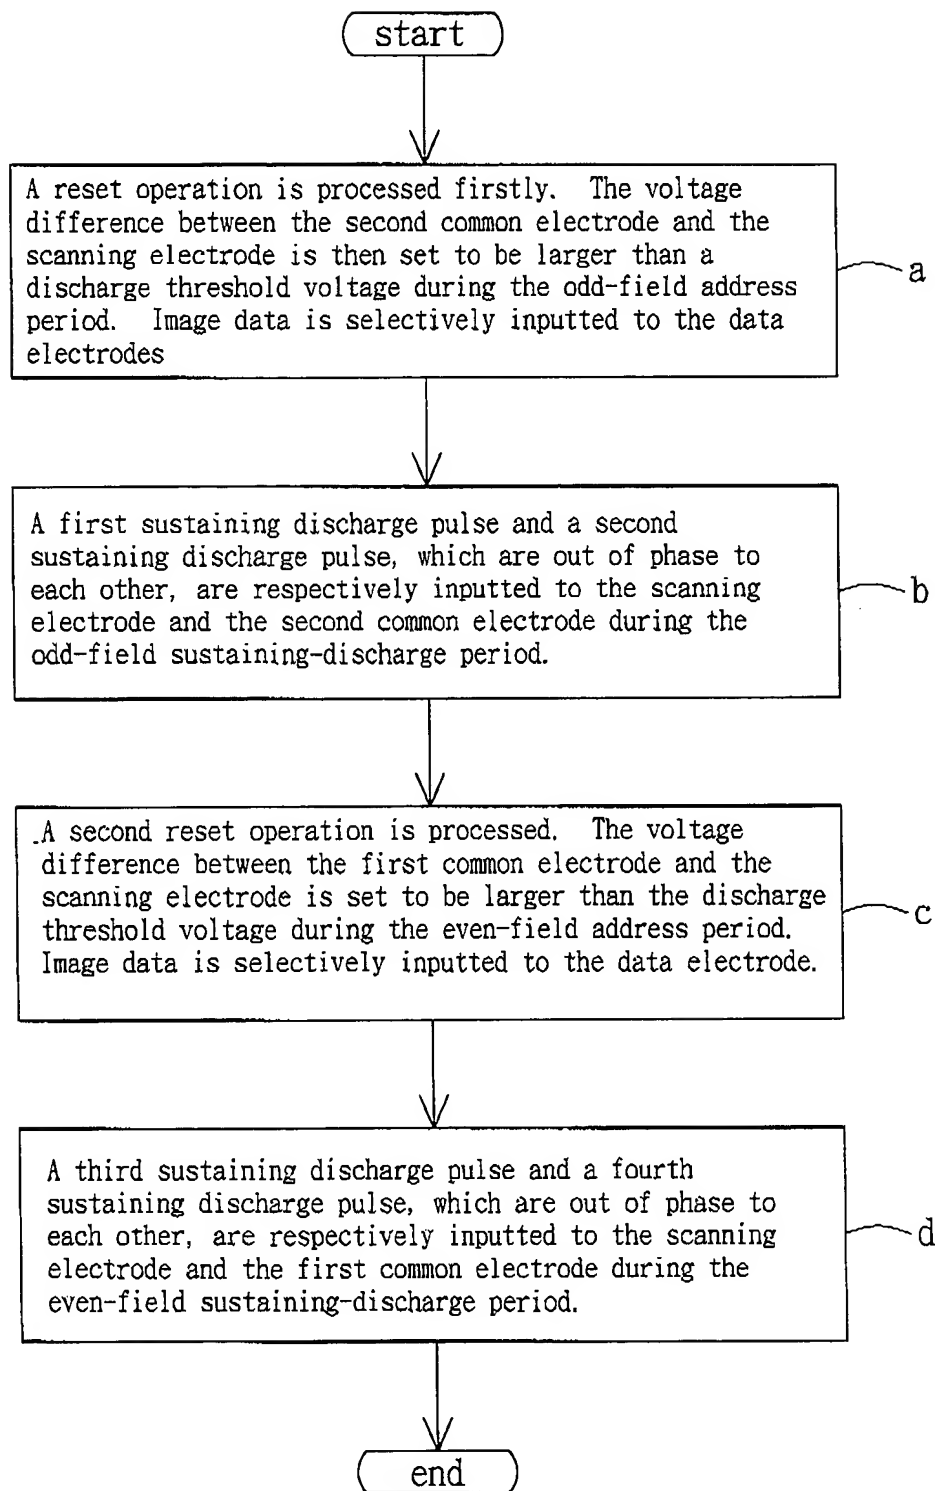 start
A reset operation is processed firstly. The voltage
difference between the second common electrode and the
scanning electrode is then set to be larger than a
discharge threshold voltage during the odd-field address
period. Image data is selectively inputted to the data
electrodes
a
A first sustaining discharge pulse and a second
sustaining discharge pulse, which are out of phase to
each other, are respectively inputted to the scanning
electrode and the second common electrode during the
odd-field sustaining-discharge period.
b
A second reset operation is processed. The voltage
difference between the first common electrode and the
scanning electrode is set to be larger than the discharge
threshold voltage during the even-field address period.
Image data is selectively inputted to the data electrode.
c
A third sustaining discharge pulse and a fourth
sustaining discharge pulse, which are out of phase to
each other, are respectively inputted to the scanning
electrode and the first common electrode during the
even-field sustaining-discharge period.
d
end